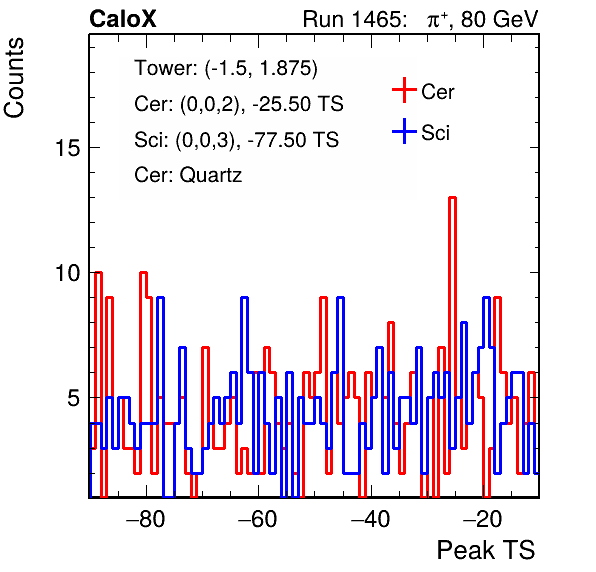 CaloX Run 1465: π⁺, 80 GeV
Counts
Tower: (-1.5, 1.875)
Cer: (0,0,2), -25.50 TS
Sci: (0,0,3), -77.50 TS
Cer: Quartz
Cer
Sci
15
10
5
−80 −60 −40 −20
Peak TS